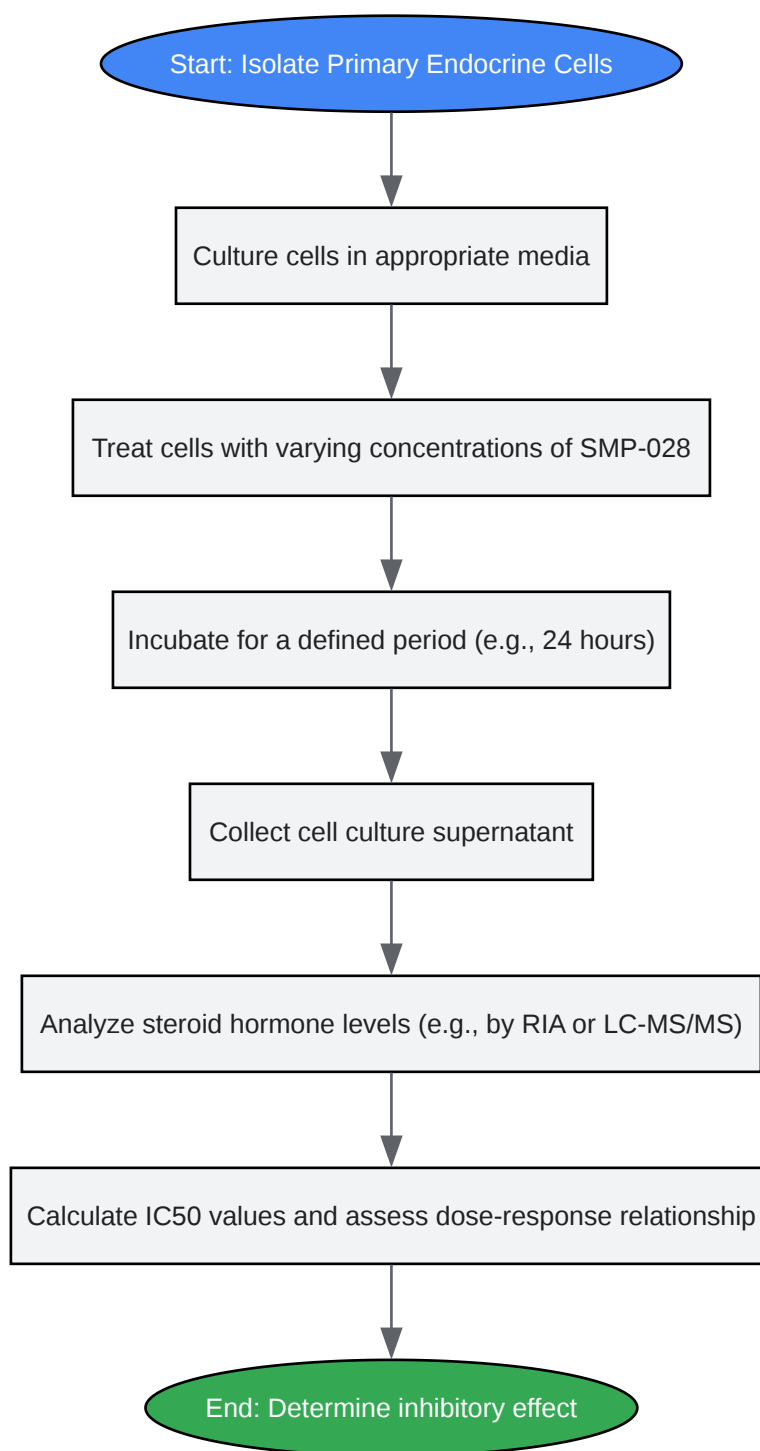 Start: Isolate Primary Endocrine Cells
Culture cells in appropriate media
Treat cells with varying concentrations of SMP-028
Incubate for a defined period (e.g., 24 hours)
Collect cell culture supernatant
Analyze steroid hormone levels (e.g., by RIA or LC-MS/MS)
Calculate IC50 values and assess dose-response relationship
End: Determine inhibitory effect